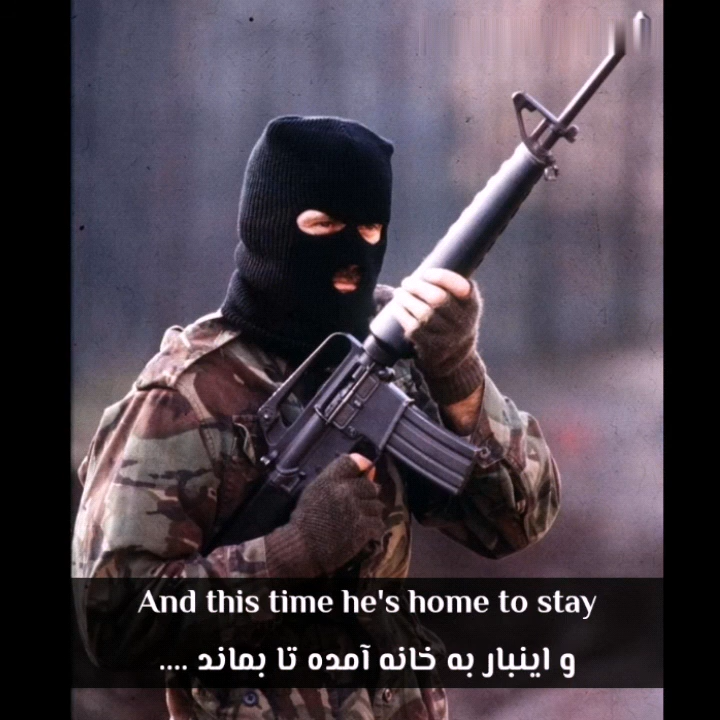 And this time he's home to stay
و اینبار به خانه آمده تا بماند ....